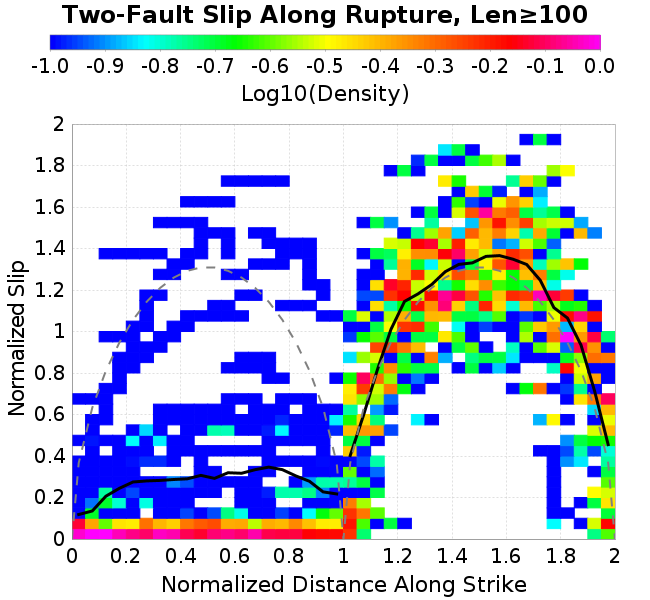 Two-Fault Slip Along Rupture, Len≥100
-1.0 -0.9 -0.8 -0.7 -0.6 -0.5 -0.4 -0.3 -0.2 -0.1 0.0
Log10(Density)
2
1.8
1.6
1.4
1.2
1
0.8
0.6
0.4
0.2
0
Normalized Slip
0 0.2 0.4 0.6 0.8 1 1.2 1.4 1.6 1.8 2
Normalized Distance Along Strike